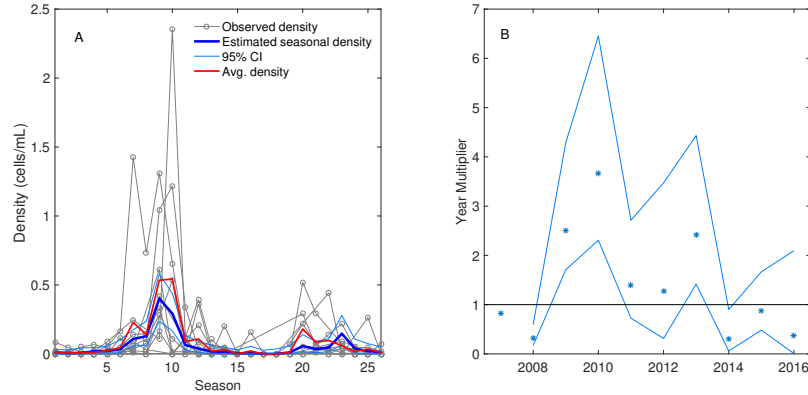 A
Observed density
Estimated seasonal density
95% CI
Avg. density
Density (cells/mL)
2.5
2
1.5
1
0.5
0
5
10
15
20
25
Season
B
Year Multiplier
7
6
5
4
3
2
1
0
2008
2010
2012
2014
2016